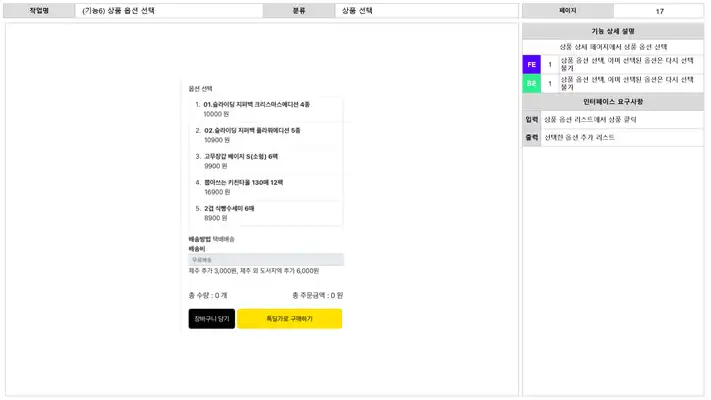 작업명 (기능6) 상품 옵션 선택 분류 상품 선택 페이지 17
기능 상세 설명
상품 상세 페이지에서 상품 옵션 선택
FE 1 상품 옵션 선택, 이미 선택된 옵션은 다시 선택 불가
BE 1 상품 옵션 선택, 이미 선택된 옵션은 다시 선택 불가
인터페이스 요구사항
입력 상품 옵션 리스트에서 상품 클릭
출력 선택한 옵션 추가 리스트
옵션 선택
1. 01.슬라이딩 지퍼백 크리스마스에디션 4종
10000 원
2. 02.슬라이딩 지퍼백 플라워에디션 5종
10900 원
3. 고무장갑 베이지 S(소형) 6팩
9900 원
4. 뽑아쓰는 키친타올 130매 12팩
16900 원
5. 2겹 식빵수세미 6매
8900 원
배송방법 택배배송
배송비
무료배송
제주 추가 3,000원, 제주 외 도서지역 추가 6,000원
총 수량 : 0 개 총 주문금액 : 0 원
장바구니 담기 톡딜가로 구매하기